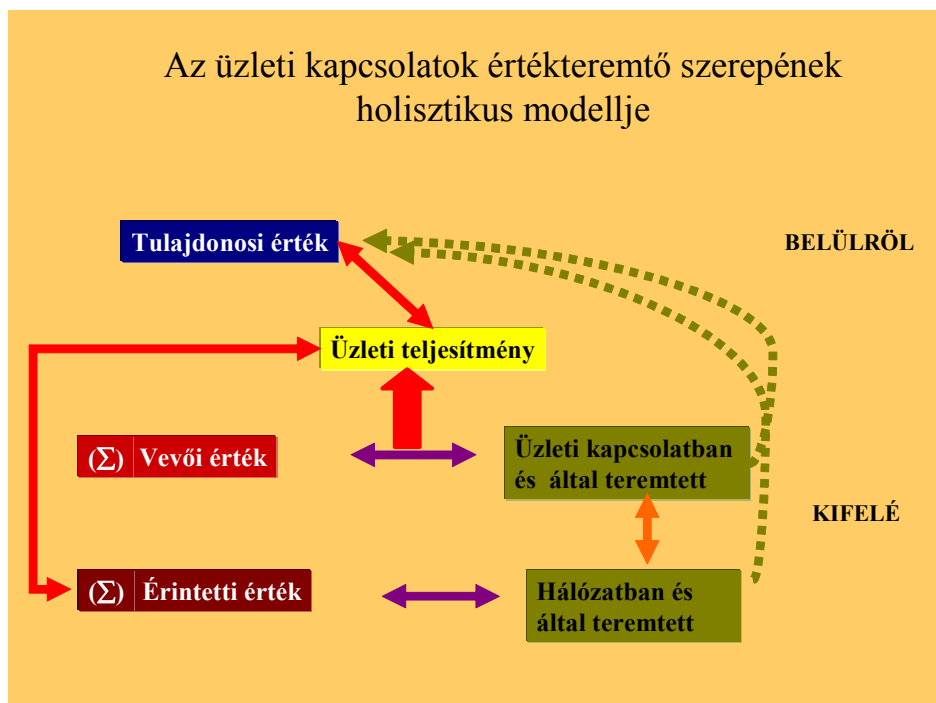 Az üzleti kapcsolatok értékteremtő szerepének
holisztikus modellje
Tulajdonosi érték
BELÜLRÖL
Üzleti teljesítmény
(Σ) Vevői érték
Üzleti kapcsolatban
és által teremtett
KIFELÉ
(Σ) Érintetti érték
Hálózatban és
által teremtett